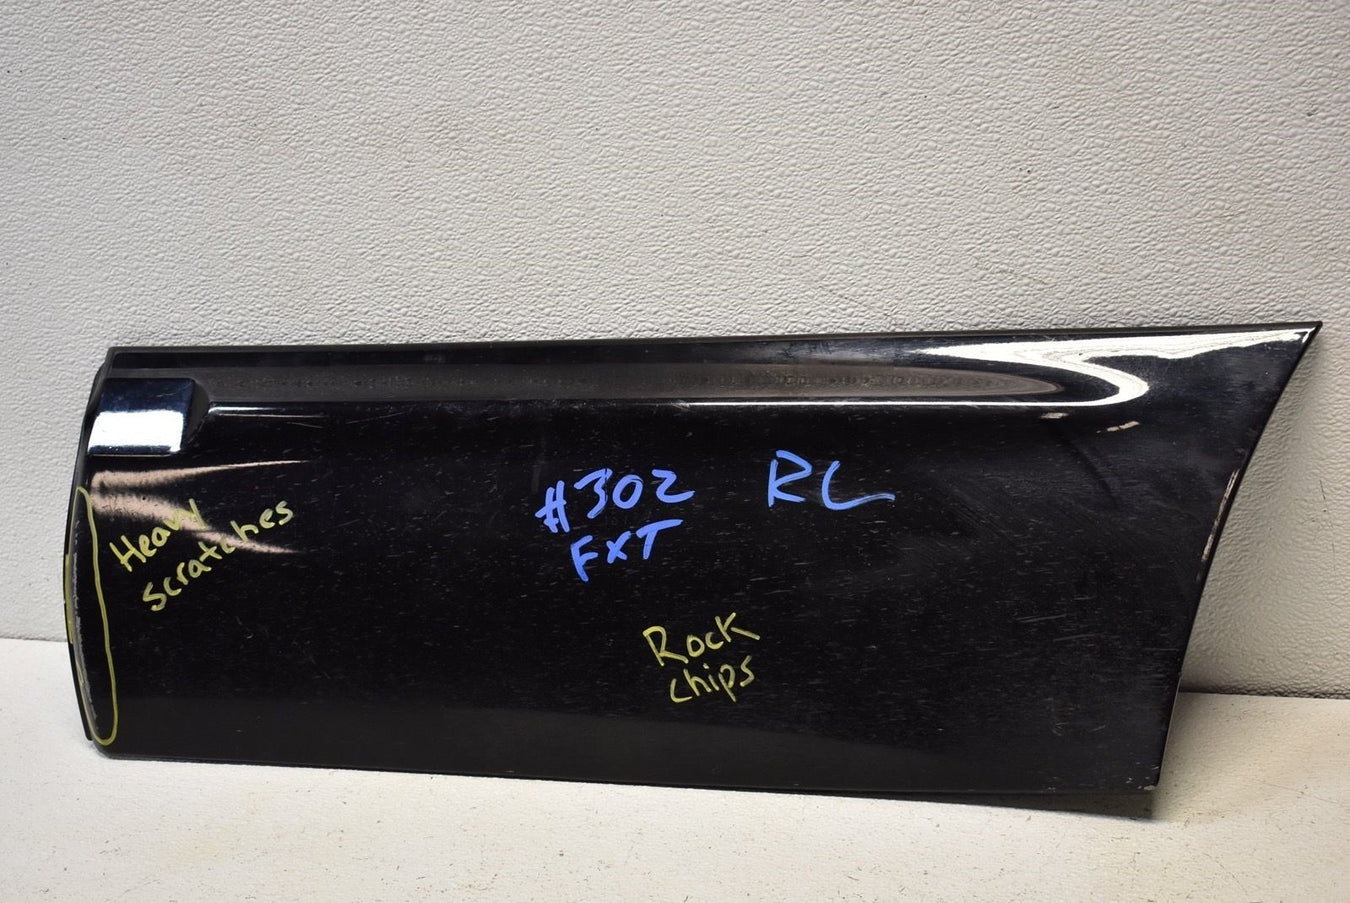 #302 RL
FXT
Heavy
scratches
Rock
chips